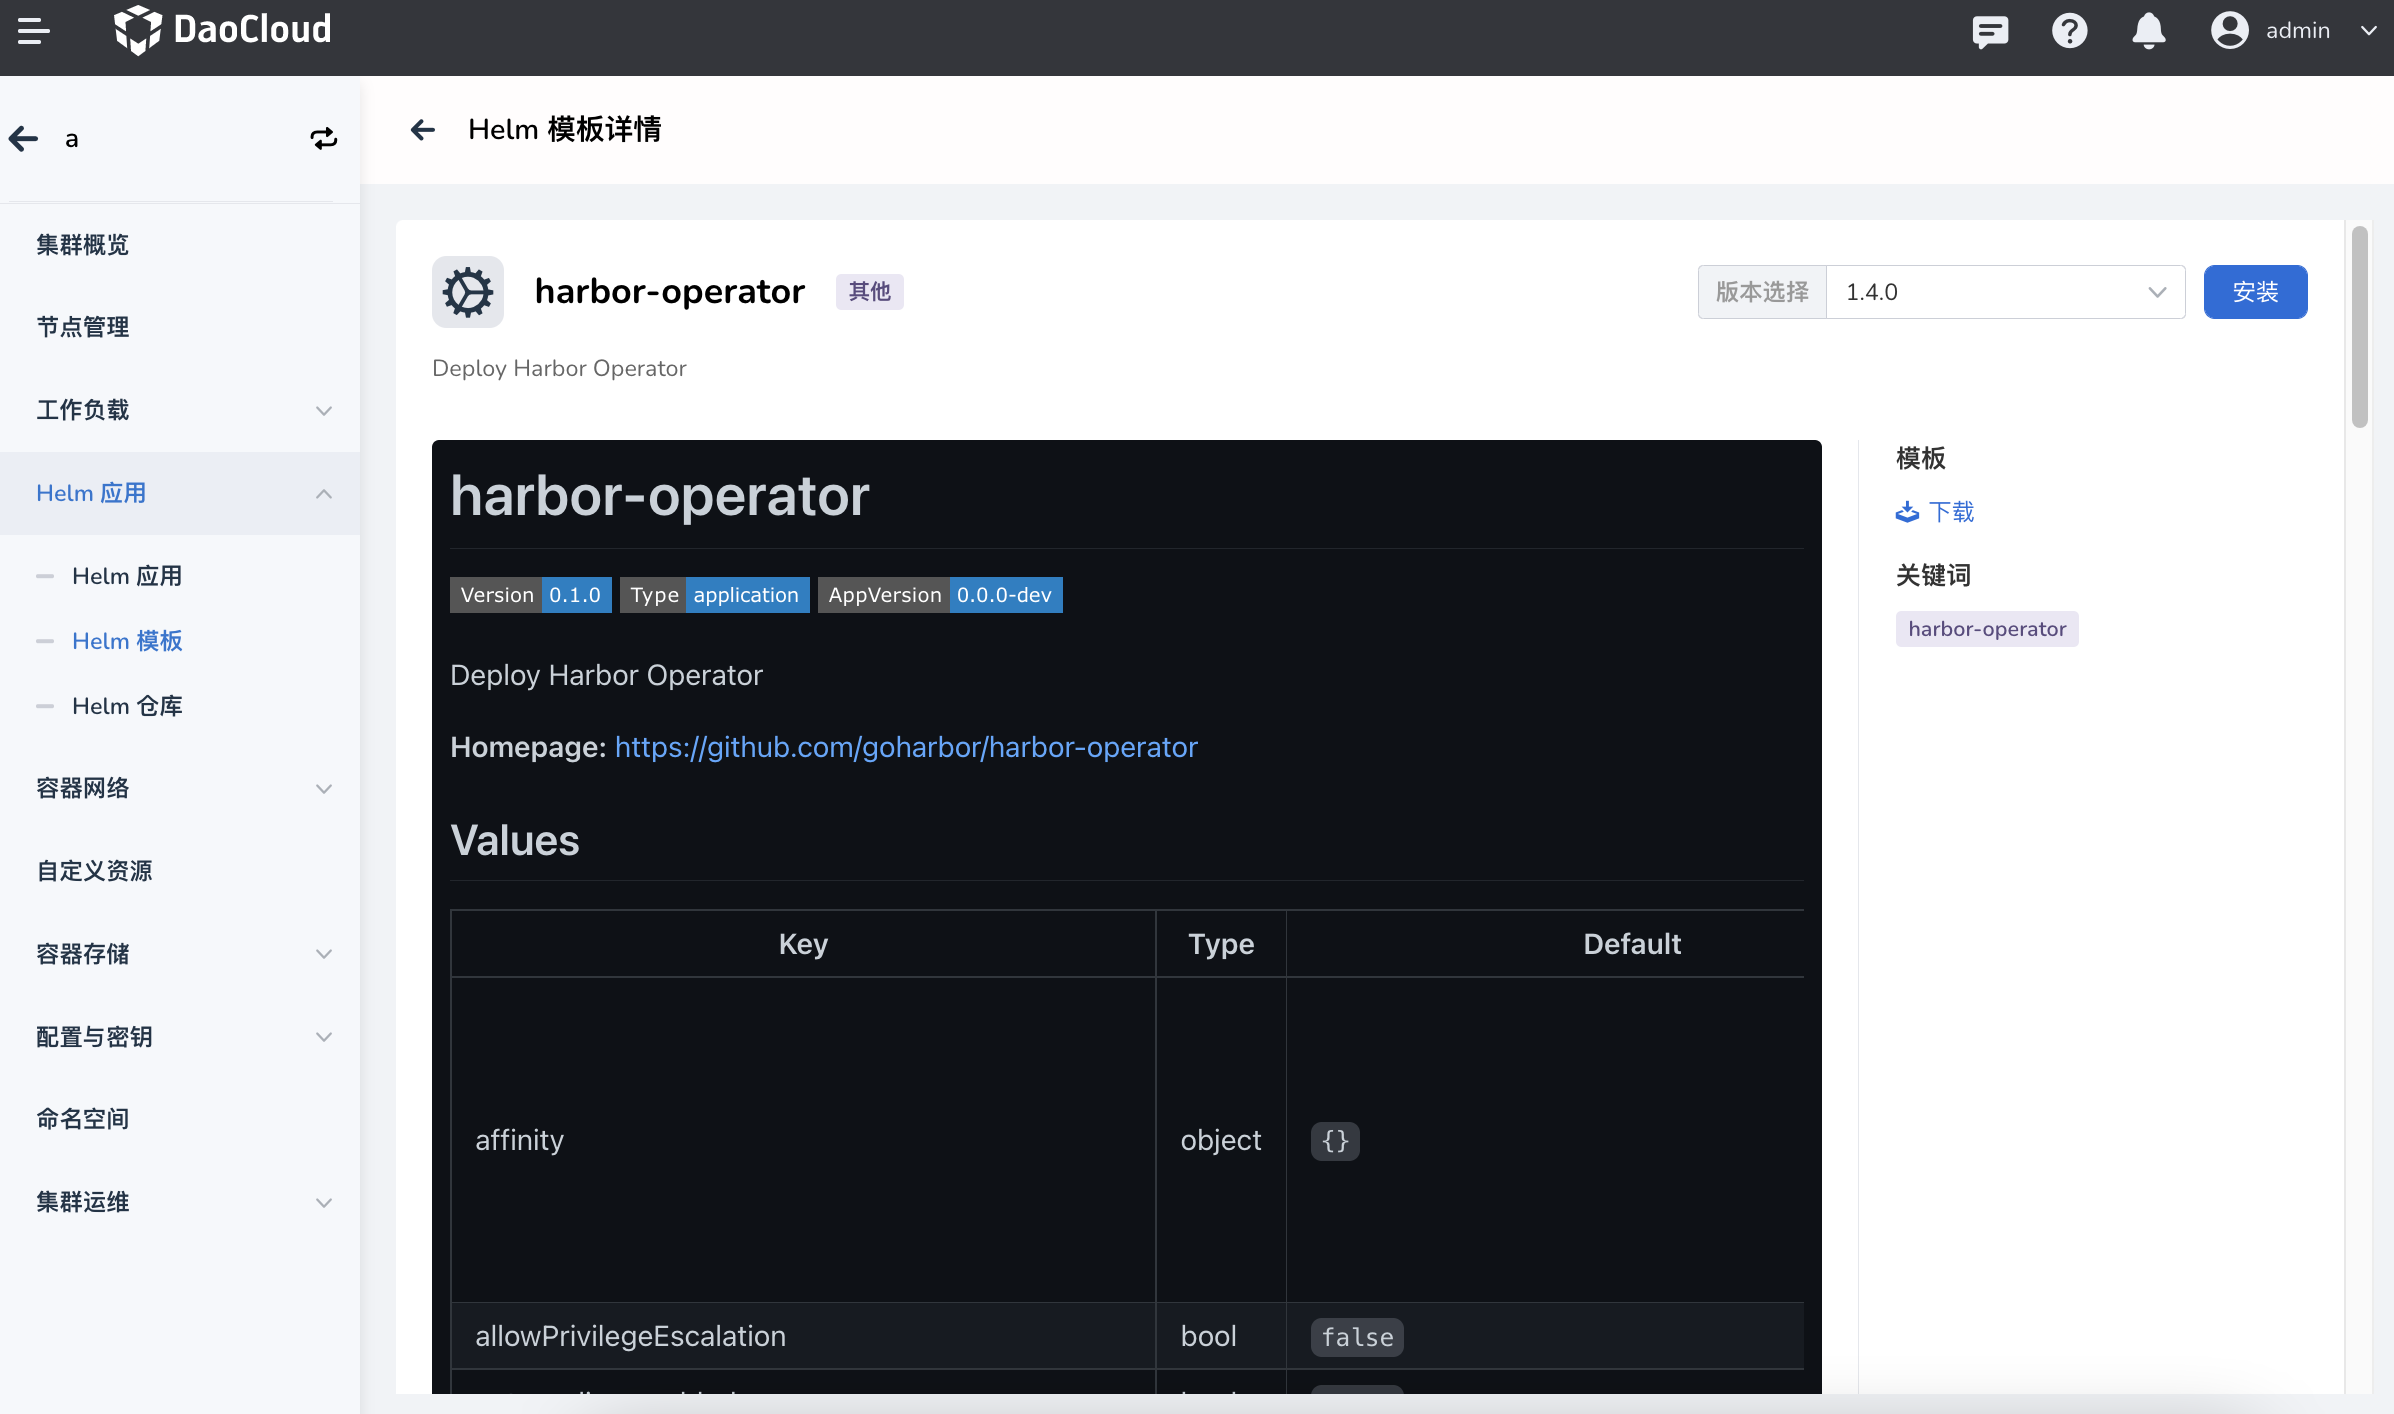 DaoCloud
admin
a
集群概览
节点管理
工作负载
Helm 应用
Helm 应用
Helm 模板
Helm 仓库
容器网络
自定义资源
容器存储
配置与密钥
命名空间
集群运维
Helm 模板详情
harbor-operator 其他
版本选择 1.4.0 安装
Deploy Harbor Operator
harbor-operator
Version 0.1.0 Type application AppVersion 0.0.0-dev
Deploy Harbor Operator
Homepage: https://github.com/goharbor/harbor-operator
Values
Key Type Default
affinity object {}
allowPrivilegeEscalation bool false
模板
下载
关键词
harbor-operator